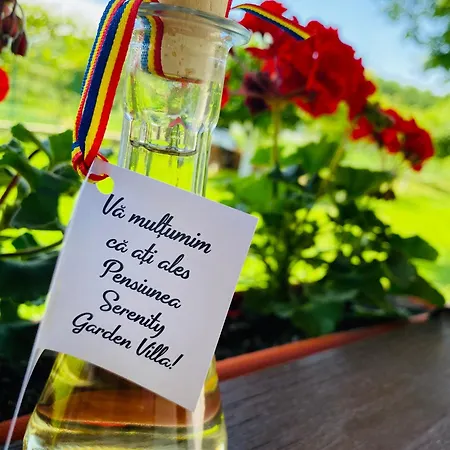 Vă mulțumim
că ați ales
Pensiunea
Serenity
Garden Villa!